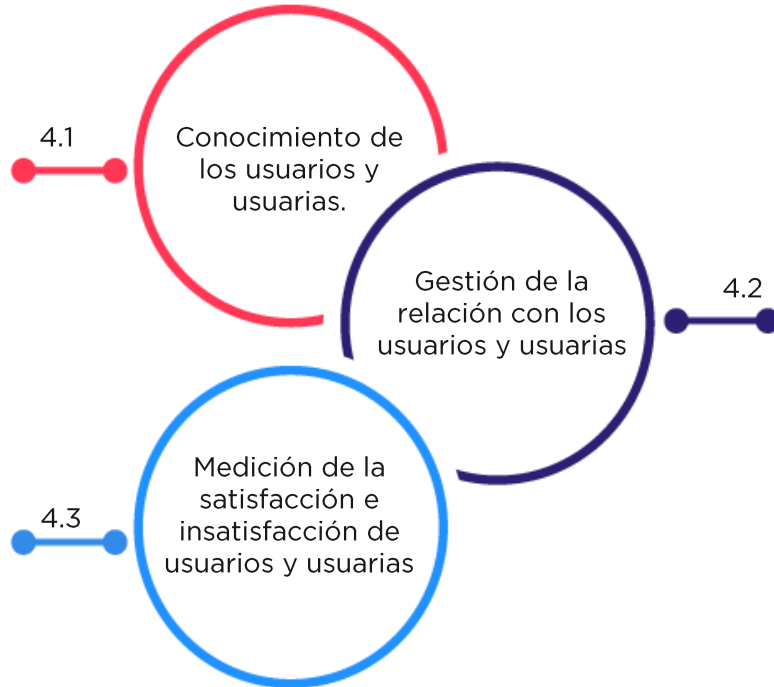 4.1
Conocimiento de
los usuarios y
usuarias.
Gestión de la
relación con los
usuarios y usuarias
4.2
Medición de la
satisfacción e
insatisfacción de
usuarios y usuarias
4.3